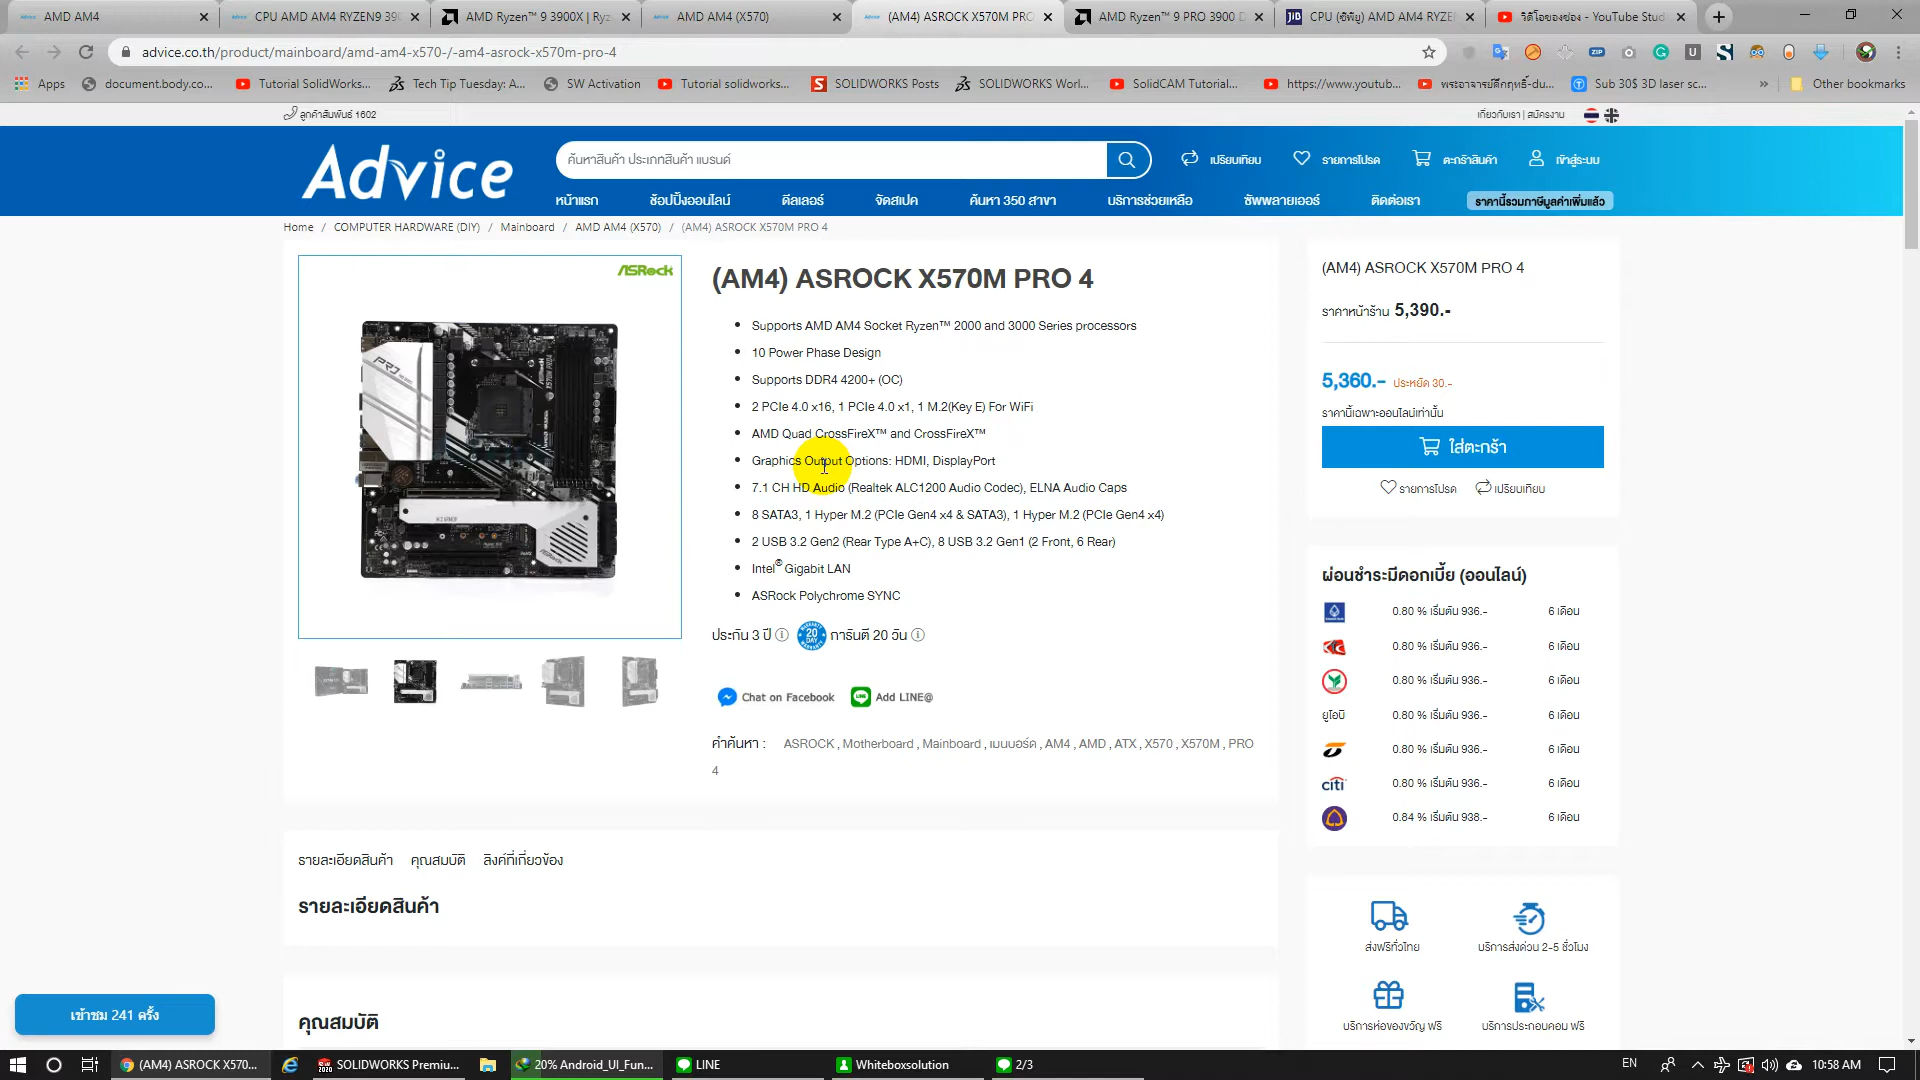 AMD AM4
CPU AMD AM4 RYZEN9 390
AMD Ryzen™ 9 3900X | Ryz
AMD AM4 (X570)
(AM4) ASROCK X570M PRO
AMD Ryzen™ 9 PRO 3900 D
CPU (ซีพียู) AMD AM4 RYZE
วิดีโอของช่อง - YouTube Stud
advice.co.th/product/mainboard/amd-am4-x570-/-am4-asrock-x570m-pro-4
Apps
document.body.co...
Tutorial SolidWorks...
Tech Tip Tuesday: A...
SW Activation
Tutorial solidworks...
SOLIDWORKS Posts
SOLIDWORKS Worl...
SolidCAM Tutorial...
https://www.youtub...
พระอาจารย์ตี๋กฤทธิ์-du...
Sub 30$ 3D laser sc...
Other bookmarks
ลูกค้าสัมพันธ์ 1602
เกี่ยวกับเรา | สมัครงาน
Advice
ค้นหาสินค้า ประเภทสินค้า แบรนด์
เปรียบเทียบ
รายการโปรด
ตะกร้าสินค้า
เข้าสู่ระบบ
หน้าแรก
ช้อปปิ้งออนไลน์
ดีลเลอร์
จัดสเปค
ค้นหา 350 สาขา
บริการช่วยเหลือ
ซัพพลายเออร์
ติดต่อเรา
ราคานี้รวมภาษีมูลค่าเพิ่มแล้ว
Home / COMPUTER HARDWARE (DIY) / Mainboard / AMD AM4 (X570) / (AM4) ASROCK X570M PRO 4
ASRock
(AM4) ASROCK X570M PRO 4
• Supports AMD AM4 Socket Ryzen™ 2000 and 3000 Series processors
• 10 Power Phase Design
• Supports DDR4 4200+ (OC)
• 2 PCIe 4.0 x16, 1 PCIe 4.0 x1, 1 M.2(Key E) For WiFi
• AMD Quad CrossFireX™ and CrossFireX™
• Graphics Output Options: HDMI, DisplayPort
• 7.1 CH HD Audio (Realtek ALC1200 Audio Codec), ELNA Audio Caps
• 8 SATA3, 1 Hyper M.2 (PCIe Gen4 x4 & SATA3), 1 Hyper M.2 (PCIe Gen4 x4)
• 2 USB 3.2 Gen2 (Rear Type A+C), 8 USB 3.2 Gen1 (2 Front, 6 Rear)
• Intel® Gigabit LAN
• ASRock Polychrome SYNC
ประกัน 3 ปี
20 DAY
การันตี 20 วัน
Chat on Facebook
Add LINE@
คำค้นหา : ASROCK , Motherboard , Mainboard , เมนบอร์ด , AM4 , AMD , ATX , X570 , X570M , PRO
4
(AM4) ASROCK X570M PRO 4
ราคาหน้าร้าน 5,390.-
5,360.- ประหยัด 30.-
ราคานี้เฉพาะออนไลน์เท่านั้น
ใส่ตะกร้า
รายการโปรด
เปรียบเทียบ
ผ่อนชำระมีดอกเบี้ย (ออนไลน์)
0.80 % เริ่มต้น 936.- 6 เดือน
0.80 % เริ่มต้น 936.- 6 เดือน
0.80 % เริ่มต้น 936.- 6 เดือน
ยูโอบี 0.80 % เริ่มต้น 936.- 6 เดือน
0.80 % เริ่มต้น 936.- 6 เดือน
citi 0.80 % เริ่มต้น 936.- 6 เดือน
0.84 % เริ่มต้น 938.- 6 เดือน
รายละเอียดสินค้า
คุณสมบัติ
ลิงค์ที่เกี่ยวข้อง
รายละเอียดสินค้า
คุณสมบัติ
ส่งฟรีทั่วไทย
บริการส่งด่วน 2-5 ชั่วโมง
บริการห่อของขวัญ ฟรี
บริการประกอบคอม ฟรี
เข้าชม 241 ครั้ง
(AM4) ASROCK X570...
SOLIDWORKS Premiu...
20% Android_UI_Fun...
LINE
Whiteboxsolution
2/3
EN
10:58 AM